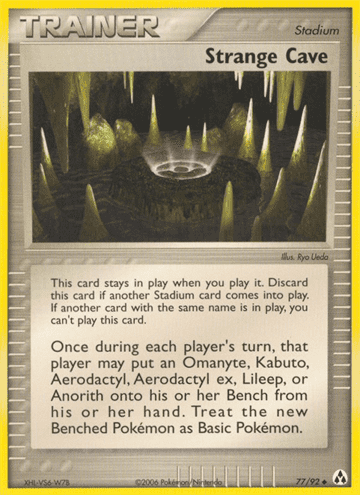 TRAINER
Stadium
Strange Cave
Illus. Ryo Ueda
This card stays in play when you play it. Discard
this card if another Stadium card comes into play.
If another card with the same name is in play, you
can't play this card.
Once during each player's turn, that
player may put an Omanyte, Kabuto,
Aerodactyl, Aerodactyl ex, Lileep, or
Anorith onto his or her Bench from
his or her hand. Treat the new
Benched Pokémon as Basic Pokémon.
XHL-VS6-W7B
©2006 Pokémon/Nintendo
77/92 ◆